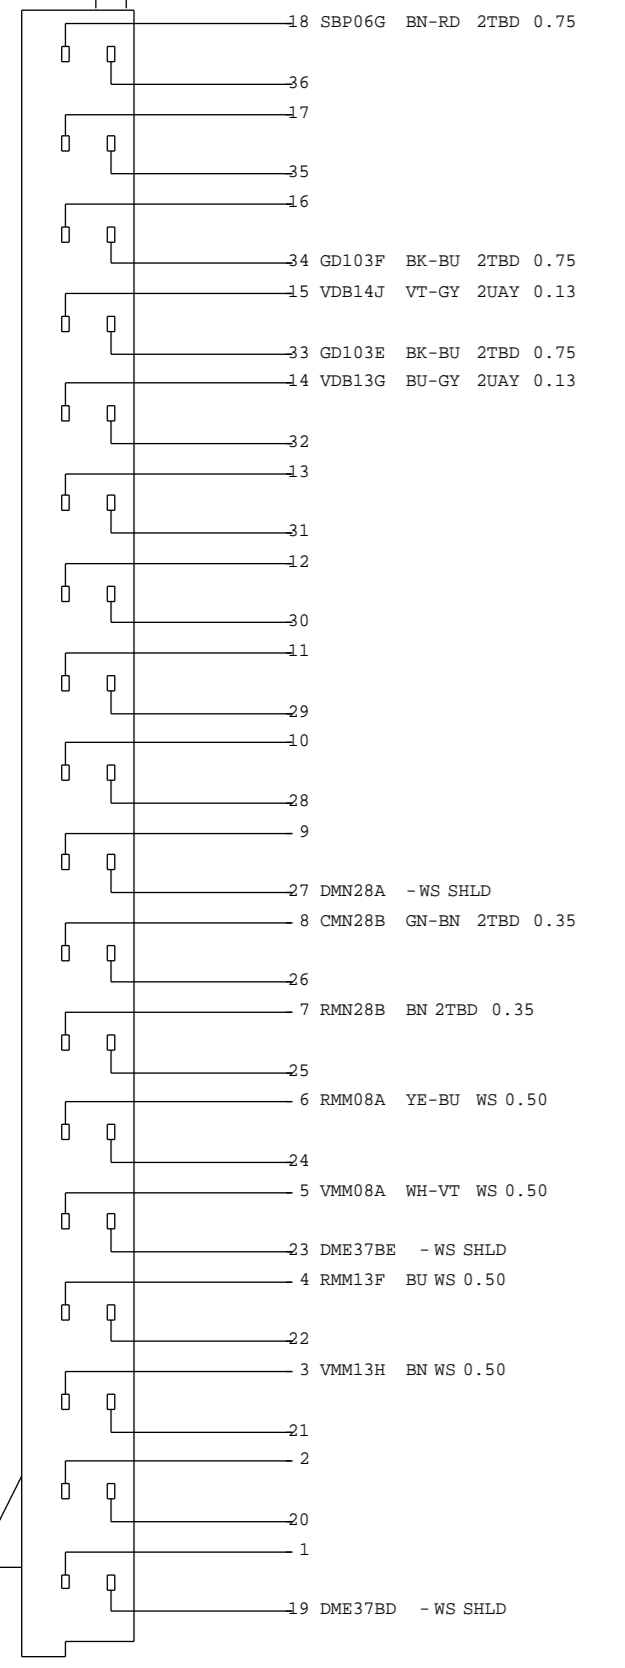 18 SBP06G BN-RD 2TBD 0.75
36
17
35
16
34 GD103F BK-BU 2TBD 0.75
15 VDB14J VT-GY 2UAY 0.13
33 GD103E BK-BU 2TBD 0.75
14 VDB13G BU-GY 2UAY 0.13
32
13
31
12
30
11
29
10
28
9
27 DMN28A -WS SHLD
8 CMN28B GN-BN 2TBD 0.35
26
7 RMN28B BN 2TBD 0.35
25
6 RMM08A YE-BU WS 0.50
24
5 VMM08A WH-VT WS 0.50
23 DME37BE -WS SHLD
4 RMM13F BU WS 0.50
22
3 VMM13H BN WS 0.50
21
2
20
1
19 DME37BD -WS SHLD